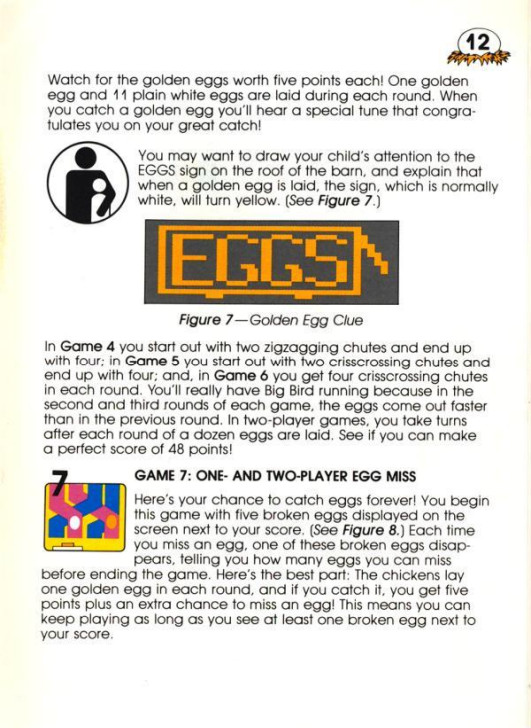 12
Watch for the golden eggs worth five points each! One golden
egg and 11 plain white eggs are laid during each round. When
you catch a golden egg you'll hear a special tune that congra-
tulates you on your great catch!
You may want to draw your child's attention to the
EGGS sign on the roof of the barn, and explain that
when a golden egg is laid, the sign, which is normally
white, will turn yellow. (See Figure 7.)
EGGS
Figure 7—Golden Egg Clue
In Game 4 you start out with two zigzagging chutes and end up
with four; in Game 5 you start out with two crisscrossing chutes and
end up with four; and, in Game 6 you get four crisscrossing chutes
in each round. You'll really have Big Bird running because in the
second and third rounds of each game, the eggs come out faster
than in the previous round. In two-player games, you take turns
after each round of a dozen eggs are laid. See if you can make
a perfect score of 48 points!
7
GAME 7: ONE- AND TWO-PLAYER EGG MISS
Here's your chance to catch eggs forever! You begin
this game with five broken eggs displayed on the
screen next to your score. (See Figure 8.) Each time
you miss an egg, one of these broken eggs disap-
pears, telling you how many eggs you can miss
before ending the game. Here's the best part: The chickens lay
one golden egg in each round, and if you catch it, you get five
points plus an extra chance to miss an egg! This means you can
keep playing as long as you see at least one broken egg next to
your score.